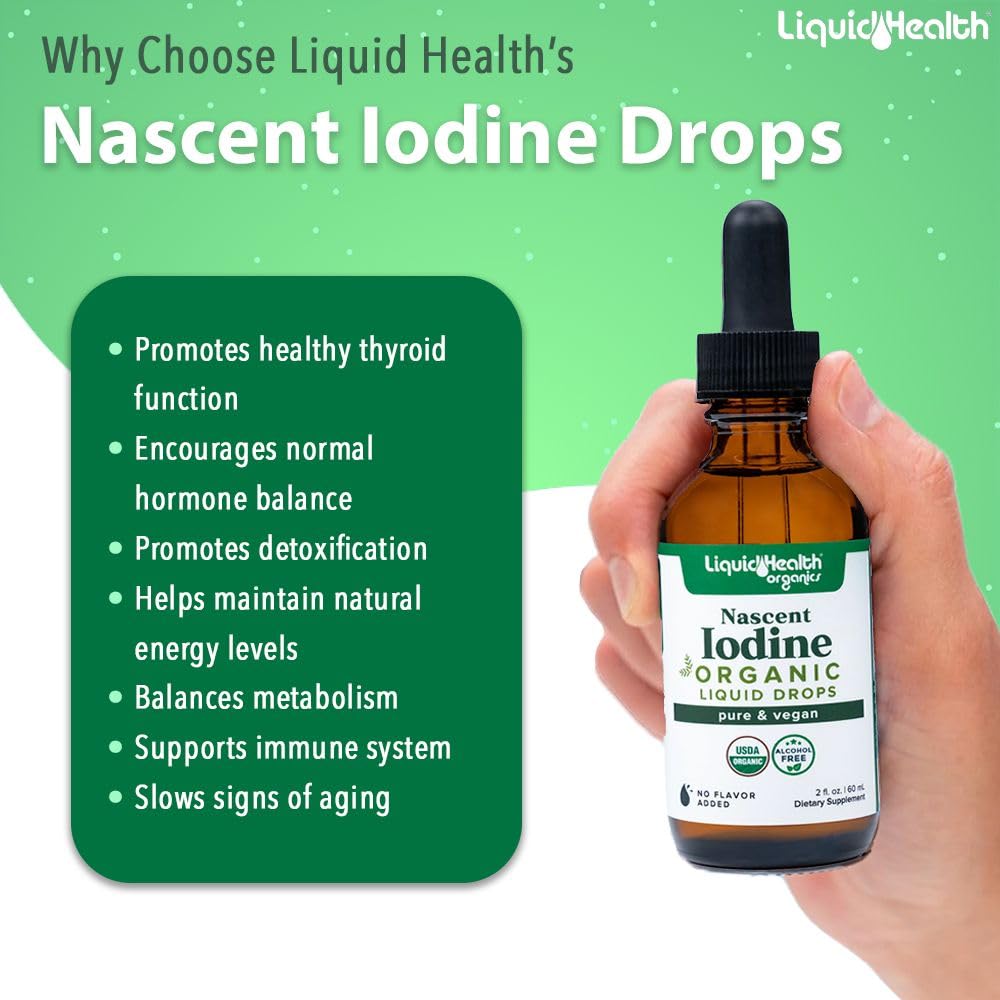 LiquidHealth
Why Choose Liquid Health's
Nascent Iodine Drops
• Promotes healthy thyroid
function
• Encourages normal
hormone balance
• Promotes detoxification
• Helps maintain natural
energy levels
• Balances metabolism
• Supports immune system
• Slows signs of aging
LiquidHealth
organics
Nascent
Iodine
ORGANIC
LIQUID DROPS
pure & vegan
USDA
ORGANIC
ALCOHOL
FREE
NO FLAVOR
ADDED
2 fl. oz. | 60 mL
Dietary Supplement